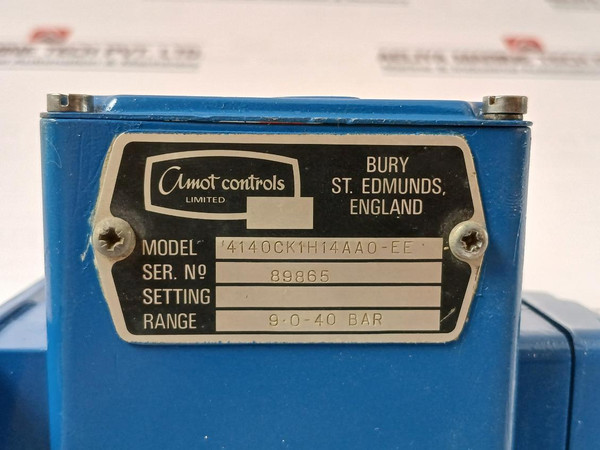 Amot controls
LIMITED
BURY
ST. EDMUNDS,
ENGLAND
MODEL 4140CK1H14AA0-EE
SER. Nº 89865
SETTING
RANGE 9·0-40 BAR